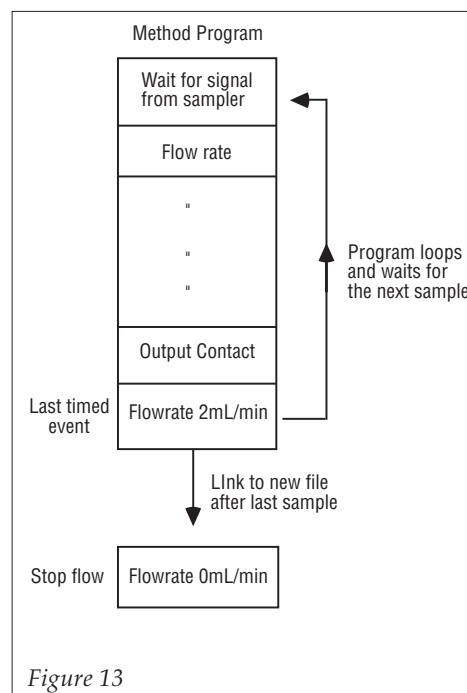 Method Program
Wait for signal
from sampler
Flow rate
"
"
"
Program loops
and waits for
the next sample
Output Contact
Last timed
event
Flowrate 2mL/min
LInk to new file
after last sample
Stop flow
Flowrate 0mL/min
Figure 13